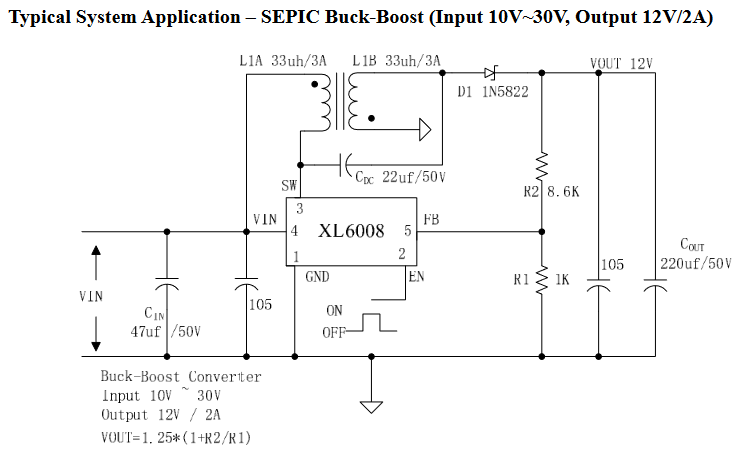 Typical System Application – SEPIC Buck-Boost (Input 10V~30V, Output 12V/2A)
L1A 33uh/3A L1B 33uh/3A VOUT 12V
D1 1N5822
CDC 22uf/50V
SW
R2 8.6K
3
VIN 4 XL6008 5 FB
1 2
GND EN
COUT
105 220uf/50V
R1 1K
VIN
105
CIN
47uf /50V
ON
OFF
Buck-Boost Converter
Input 10V ~ 30V
Output 12V / 2A
VOUT=1.25*(1+R2/R1)